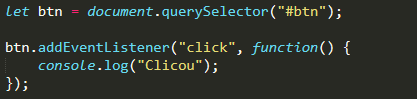 let btn = document.querySelector("#btn");
btn.addEventListener("click", function() {
console.log("Clicou");
});